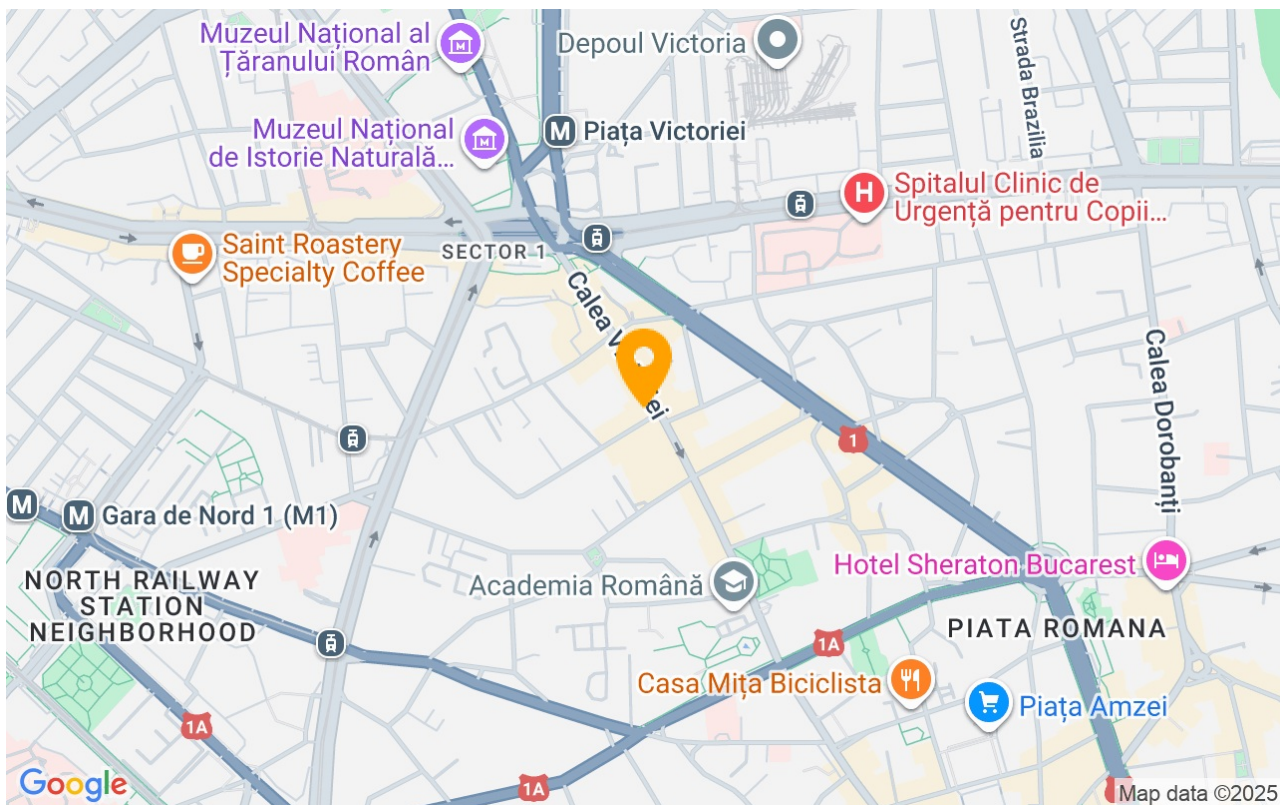 Muzeul Național al
Țăranului Român
Depoul Victoria
Strada Brazilia
Muzeul Național
de Istorie Naturală...
M
Piața Victoriei
H
Spitalul Clinic de
Urgență pentru Copii...
Saint Roastery
Specialty Coffee
SECTOR 1
Calea V
iei
Calea Dorobanți
1
M
M
Gara de Nord 1 (M1)
Hotel Sheraton Bucarest
NORTH RAILWAY
STATION
NEIGHBORHOOD
Academia Română
PIATA ROMANA
1A
Casa Mița Biciclista
Piața Amzei
1A
1A
Google
Map data ©2025